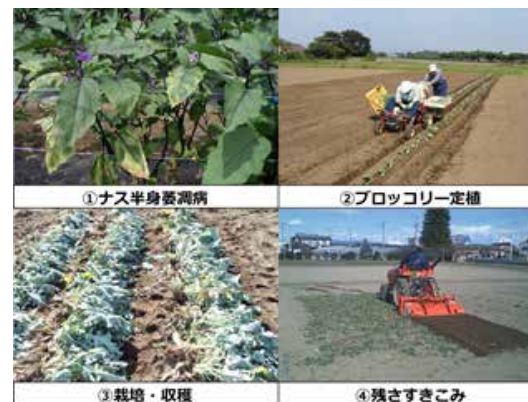 ①ナス半身萎凋病
②ブロッコリー定植
③栽培・収穫
④残さすきこみ